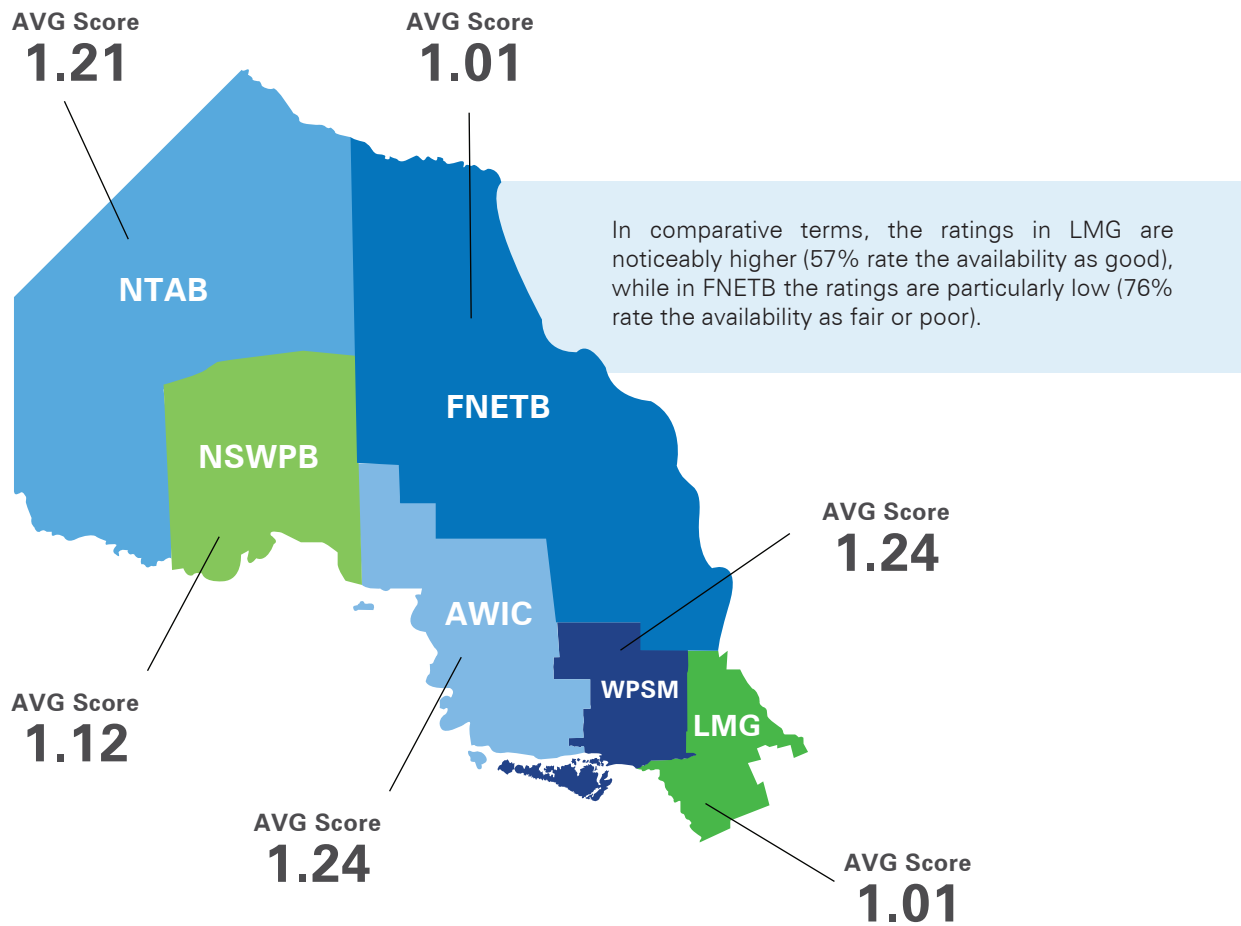 AVG Score
1.21
AVG Score
1.01
In comparative terms, the ratings in LMG are
noticeably higher (57% rate the availability as good),
while in FNETB the ratings are particularly low (76%
rate the availability as fair or poor).
NTAB
FNETB
NSWPB
AVG Score
1.24
AWIC
WPSM
LMG
AVG Score
1.12
AVG Score
1.24
AVG Score
1.01